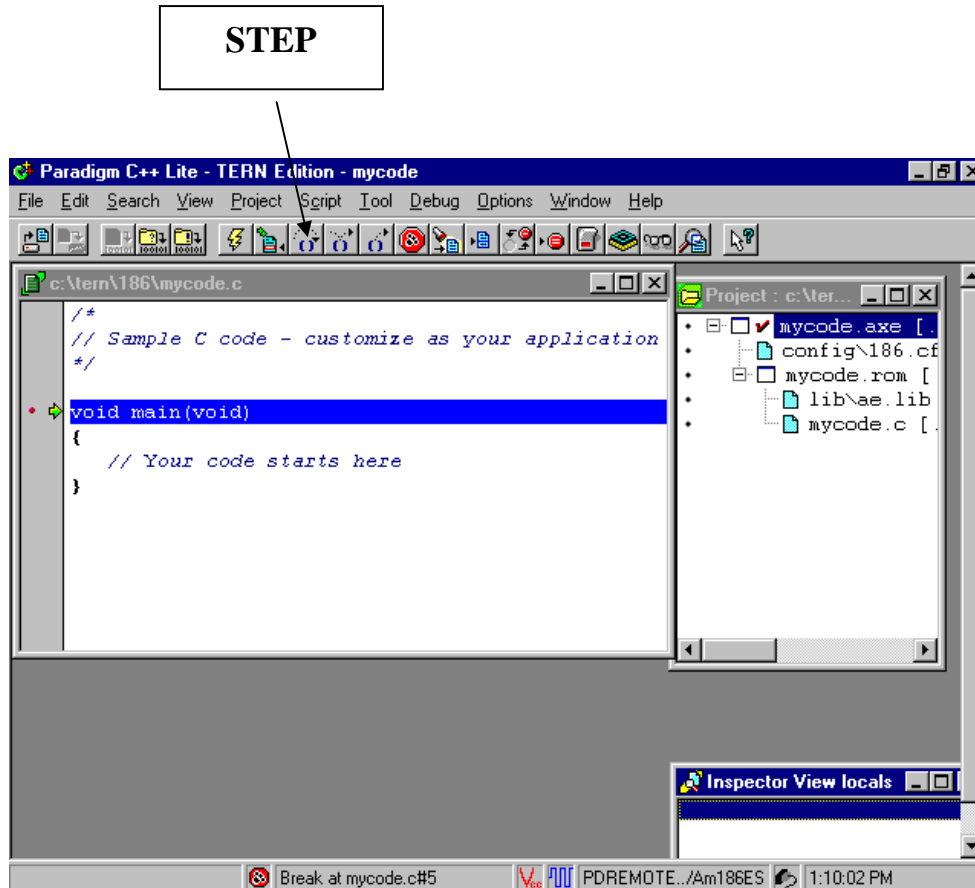 STEP
Paradigm C++ Lite - TERN Edition - mycode
File Edit Search View Project Script Tool Debug Options Window Help
c:\tern\186\mycode.c
/*
// Sample C code - customize as your application
*/
void main(void)
{
// Your code starts here
}
Project : c:\ter...
mycode.axe [.
config\186.cf
mycode.rom [
lib\ae.lib
mycode.c [.
Inspector View locals
Break at mycode.c#5
Vcc
PDREMOTE../Am186ES
1:10:02 PM